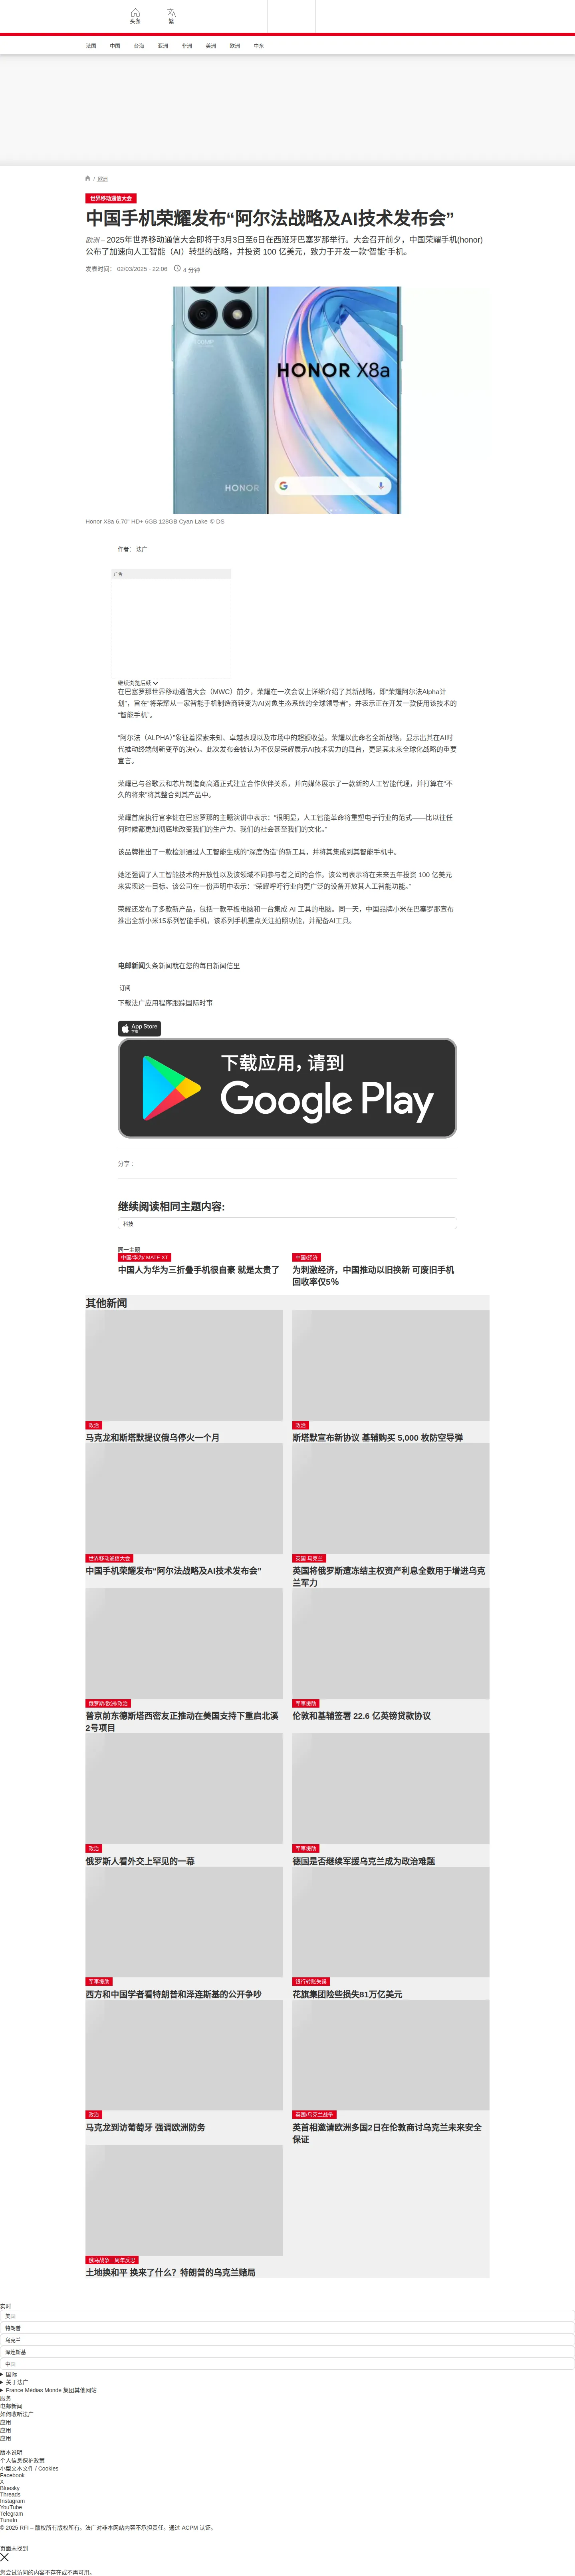 头条
繁
法国 中国 台海 亚洲 非洲 美洲 欧洲 中东
/ 欧洲
世界移动通信大会
中国手机荣耀发布“阿尔法战略及AI技术发布会”
欧洲 – 2025年世界移动通信大会即将于3月3日至6日在西班牙巴塞罗那举行。大会召开前夕，中国荣耀手机(honor)
公布了加速向人工智能（AI）转型的战略，并投资 100 亿美元，致力于开发一款“智能”手机。
发表时间： 02/03/2025 - 22:06 4 分钟
HONOR X8a
HONOR
Honor X8a 6,70" HD+ 6GB 128GB Cyan Lake © DS
作者： 法广
广告
继续浏览后续
在巴塞罗那世界移动通信大会（MWC）前夕，荣耀在一次会议上详细介绍了其新战略，即“荣耀阿尔法Alpha计
划”，旨在“将荣耀从一家智能手机制造商转变为AI对象生态系统的全球领导者”，并表示正在开发一款使用该技术的
“智能手机”。
“阿尔法（ALPHA）”象征着探索未知、卓越表现以及市场中的超额收益。荣耀以此命名全新战略，显示出其在AI时
代推动终端创新变革的决心。此次发布会被认为不仅是荣耀展示AI技术实力的舞台，更是其未来全球化战略的重要
宣言。
荣耀已与谷歌云和芯片制造商高通正式建立合作伙伴关系，并向媒体展示了一款新的人工智能代理，并打算在“不
久的将来”将其整合到其产品中。
荣耀首席执行官李健在巴塞罗那的主题演讲中表示：“很明显，人工智能革命将重塑电子行业的范式——比以往任
何时候都更加彻底地改变我们的生产力、我们的社会甚至我们的文化。”
该品牌推出了一款检测通过人工智能生成的“深度伪造”的新工具，并将其集成到其智能手机中。
她还强调了人工智能技术的开放性以及该领域不同参与者之间的合作。该公司表示将在未来五年投资 100 亿美元
来实现这一目标。该公司在一份声明中表示：“荣耀呼吁行业向更广泛的设备开放其人工智能功能。”
荣耀还发布了多款新产品，包括一款平板电脑和一台集成 AI 工具的电脑。同一天，中国品牌小米在巴塞罗那宣布
推出全新小米15系列智能手机，该系列手机重点关注拍照功能，并配备AI工具。
电邮新闻头条新闻就在您的每日新闻信里
订阅
下载法广应用程序跟踪国际时事
App Store
下载
下载应用，请到
Google Play
分享 :
继续阅读相同主题内容:
科技
同一主题
中国/华为/ MATE XT
中国人为华为三折叠手机很自豪 就是太贵了
中国/经济
为刺激经济，中国推动以旧换新 可废旧手机
回收率仅5%
其他新闻
政治
马克龙和斯塔默提议俄乌停火一个月
政治
斯塔默宣布新协议 基辅购买 5,000 枚防空导弹
世界移动通信大会
中国手机荣耀发布“阿尔法战略及AI技术发布会”
英国 乌克兰
英国将俄罗斯遭冻结主权资产利息全数用于增进乌克
兰军力
俄罗斯/欧洲/政治
普京前东德斯塔西密友正推动在美国支持下重启北溪
2号项目
军事援助
伦敦和基辅签署 22.6 亿英镑贷款协议
政治
俄罗斯人看外交上罕见的一幕
军事援助
德国是否继续军援乌克兰成为政治难题
军事援助
西方和中国学者看特朗普和泽连斯基的公开争吵
银行转账失误
花旗集团险些损失81万亿美元
政治
马克龙到访葡萄牙 强调欧洲防务
英国/乌克兰战争
英首相邀请欧洲多国2日在伦敦商讨乌克兰未来安全
保证
俄乌战争三周年反思
土地换和平 换来了什么？特朗普的乌克兰赌局
实时
美国
特朗普
乌克兰
泽连斯基
中国
国际
关于法广
France Médias Monde 集团其他网站
服务
电邮新闻
如何收听法广
应用
应用
应用
版本说明
个人信息保护政策
小型文本文件 / Cookies
Facebook
X
Bluesky
Threads
Instagram
YouTube
Telegram
TuneIn
© 2025 RFI – 版权所有版权所有。法广对非本网站内容不承担责任。通过 ACPM 认证。
页面未找到
您尝试访问的内容不存在或不再可用。